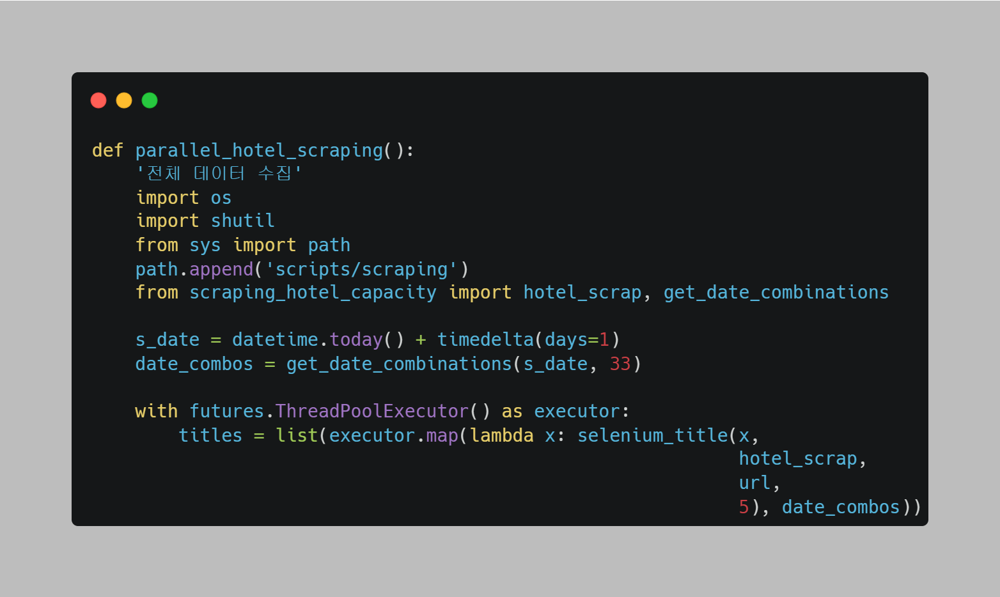 def parallel_hotel_scraping():
    '전체 데이터 수집'
    import os
    import shutil
    from sys import path
    path.append('scripts/scraping')
    from scraping_hotel_capacity import hotel_scrap, get_date_combinations

    s_date = datetime.today() + timedelta(days=1)
    date_combos = get_date_combinations(s_date, 33)

    with futures.ThreadPoolExecutor() as executor:
        titles = list(executor.map(lambda x: selenium_title(x,
                                                            hotel_scrap,
                                                            url,
                                                            5), date_combos))